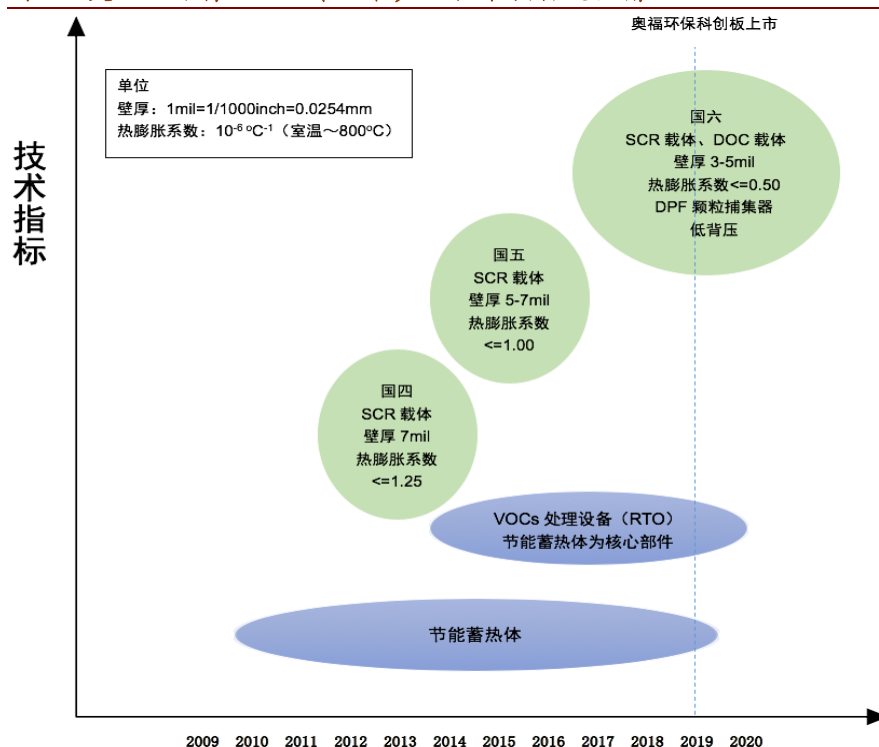 奥福环保科创板上市
单位
壁厚：1mil=1/1000inch=0.0254mm
热膨胀系数：10⁻⁶ ºC⁻¹（室温～800ºC）
技术指标
国六
SCR 载体、DOC 载体
壁厚 3-5mil
热膨胀系数<=0.50
DPF 颗粒捕集器
低背压
国五
SCR 载体
壁厚 5-7mil
热膨胀系数
<=1.00
国四
SCR 载体
壁厚 7mil
热膨胀系数
<=1.25
VOCs 处理设备（RTO）
节能蓄热体为核心部件
节能蓄热体
2009 2010 2011 2012 2013 2014 2015 2016 2017 2018 2019 2020